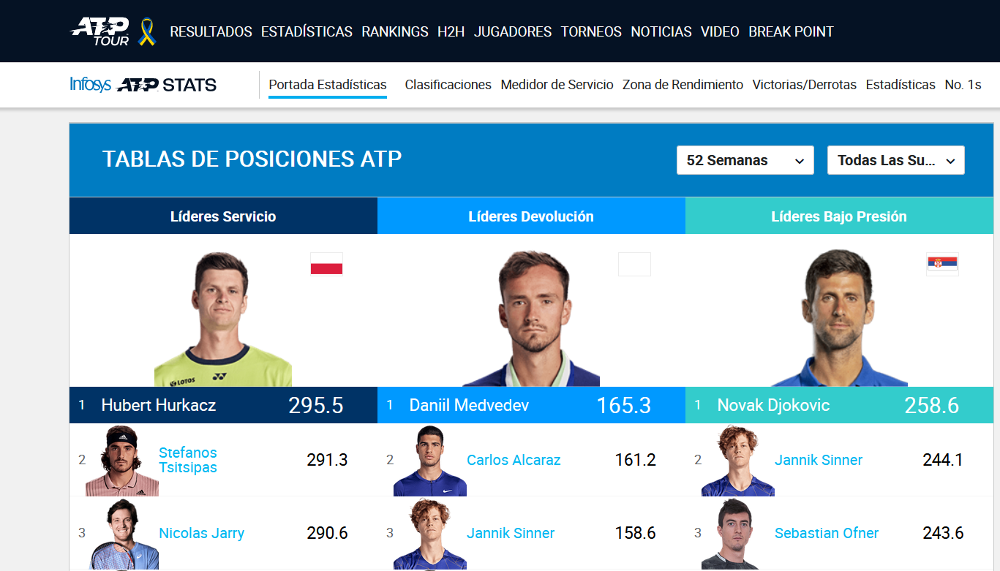 ATP
TOUR
RESULTADOS ESTADÍSTICAS RANKINGS H2H JUGADORES TORNEOS NOTICIAS VIDEO BREAK POINT
Infosys ATP STATS
Portada Estadísticas Clasificaciones Medidor de Servicio Zona de Rendimiento Victorias/Derrotas Estadísticas No. 1s
TABLAS DE POSICIONES ATP
52 Semanas
Todas Las Su...
Líderes Servicio
Líderes Devolución
Líderes Bajo Presión
LOTOS
1 Hubert Hurkacz 295.5
1 Daniil Medvedev 165.3
1 Novak Djokovic 258.6
2 Stefanos
Tsitsipas 291.3
2 Carlos Alcaraz 161.2
2 Jannik Sinner 244.1
3 Nicolas Jarry 290.6
3 Jannik Sinner 158.6
3 Sebastian Ofner 243.6